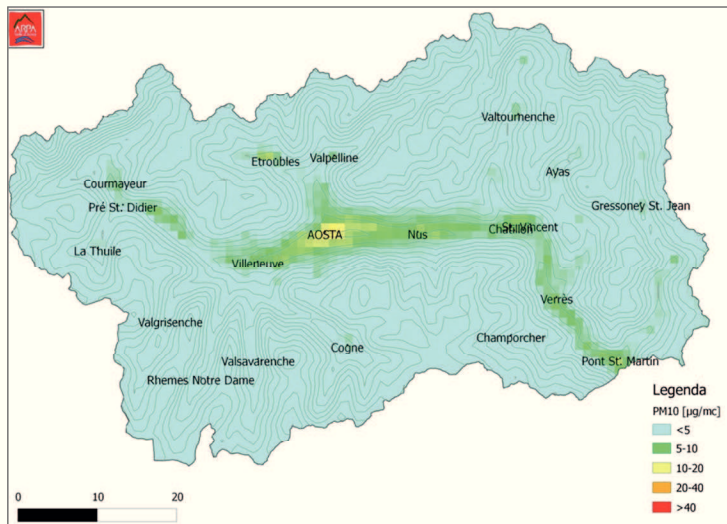 ARPA
Valtournenche
Etroubles
Valpelline
Ayas
Courmayeur
Pré St. Didier
Gressoney St. Jean
AOSTA
Nus
Chatillon
St. Vincent
La Thuile
Villeneuve
Verrès
Valgrisenche
Cogne
Champorcher
Valsavarenche
Pont St. Martin
Rhemes Notre Dame
Legenda
PM10 [µg/mc]
<5
5-10
10-20
20-40
>40
0 10 20